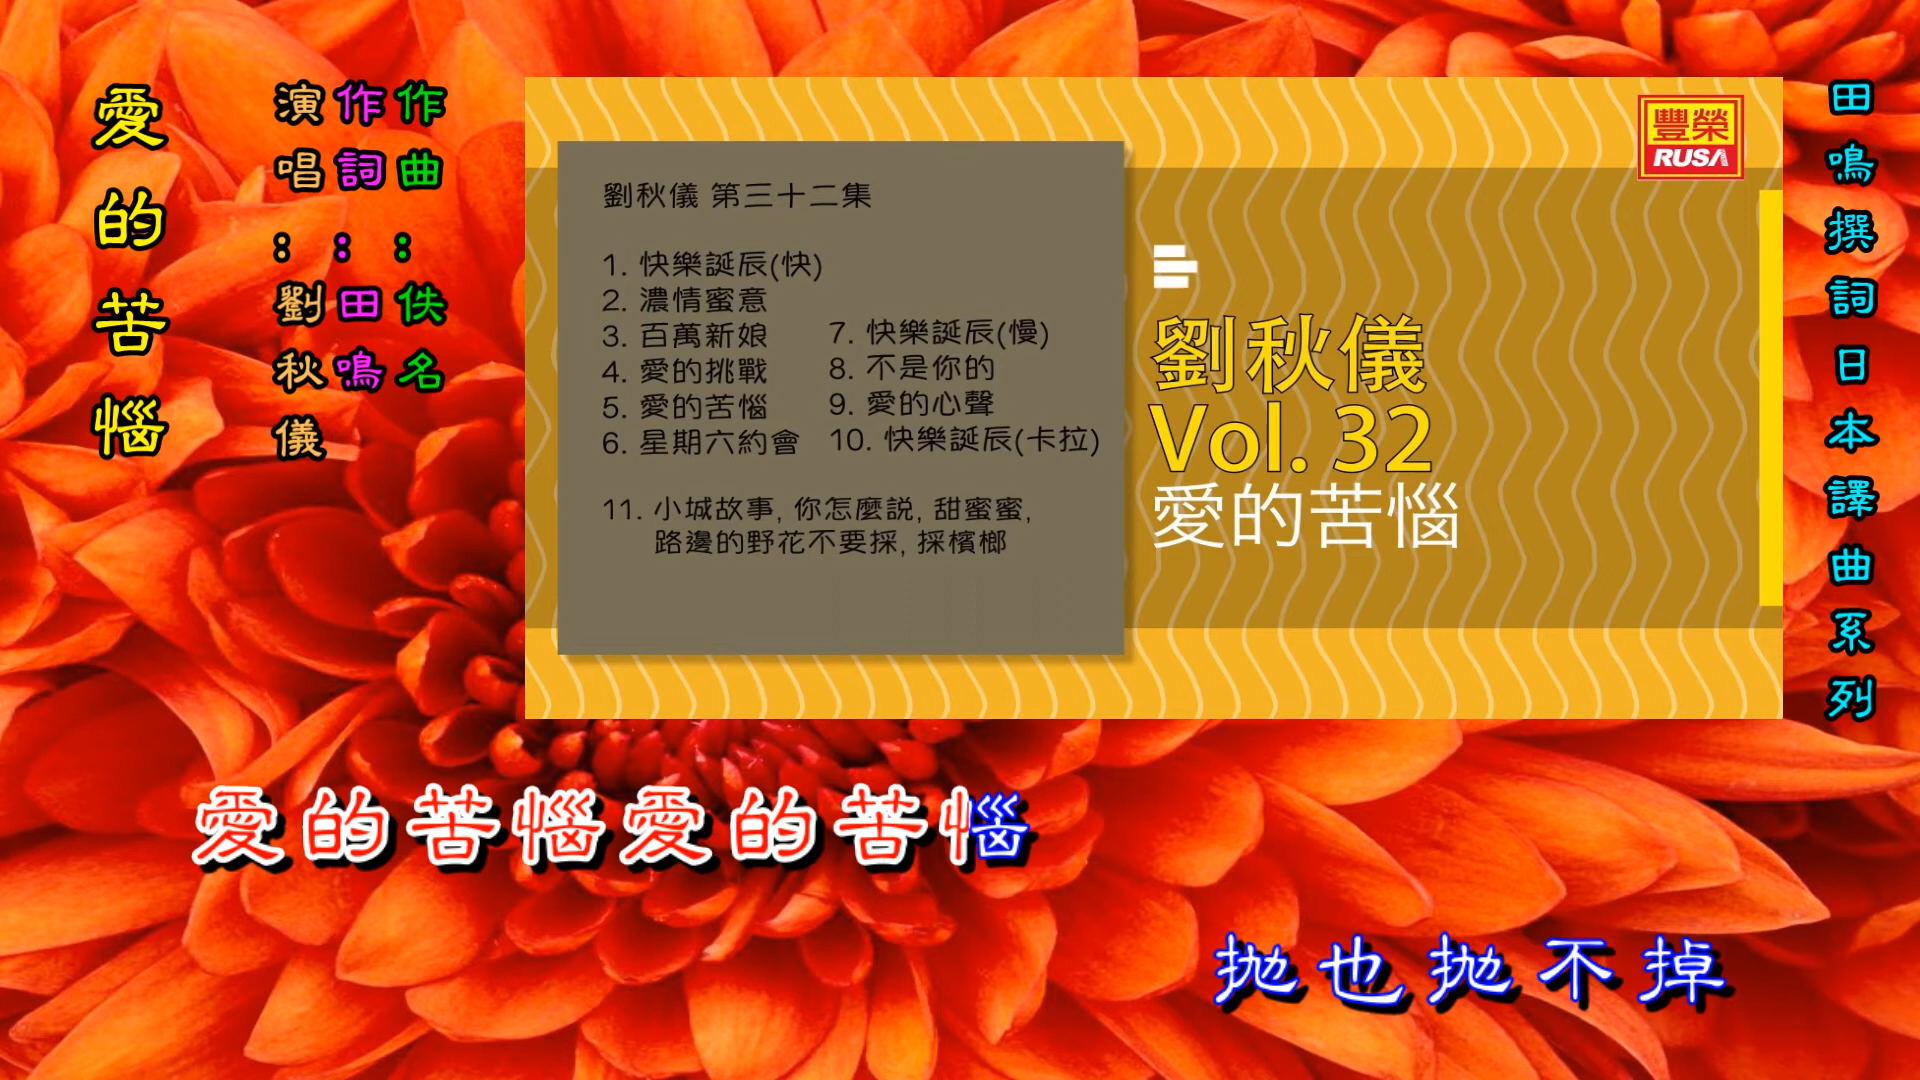 愛的苦惱
作曲：佚名
作詞：田鳴
演唱：劉秋儀
劉秋儀 第三十二集
1. 快樂誕辰(快)
2. 濃情蜜意
3. 百萬新娘
4. 愛的挑戰
5. 愛的苦惱
6. 星期六約會
7. 快樂誕辰(慢)
8. 不是你的
9. 愛的心聲
10. 快樂誕辰(卡拉)
11. 小城故事, 你怎麼説, 甜蜜蜜,
路邊的野花不要採, 採檳榔
豐榮
RUSA
劉秋儀
Vol. 32
愛的苦惱
田鳴撰詞日本譯曲系列
愛的苦惱愛的苦惱
拋也拋不掉